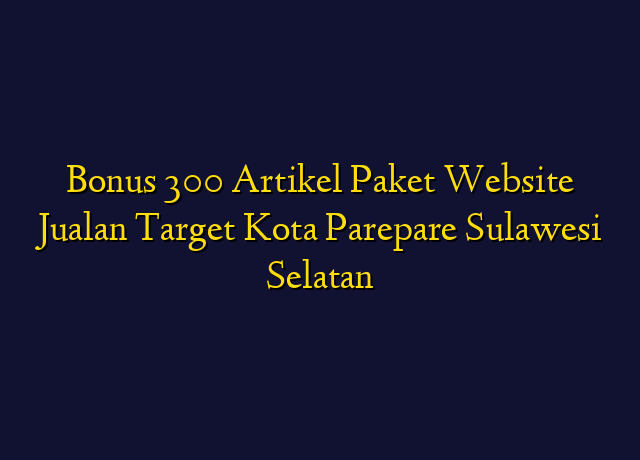 Bonus 300 Artikel Paket Website
Jualan Target Kota Parepare Sulawesi
Selatan